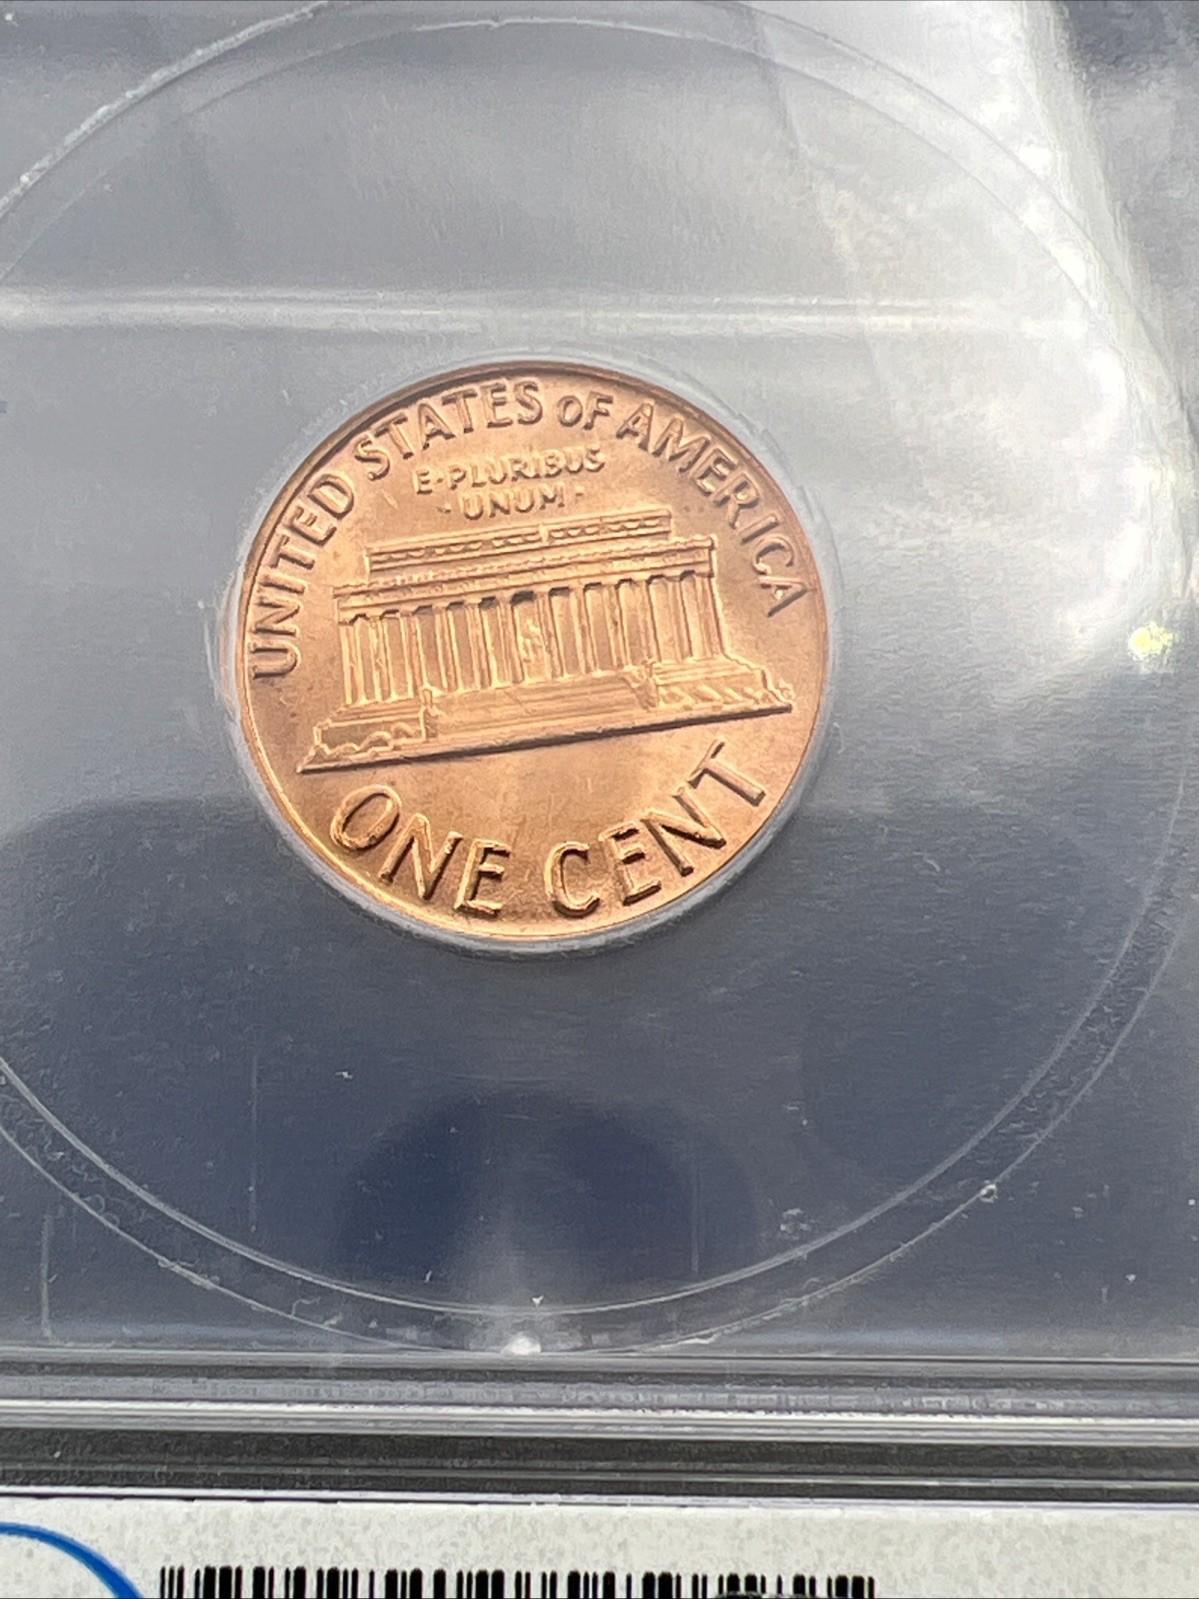 UNITED STATES OF AMERICA
E·PLURIBUS
·UNUM·
ONE CENT